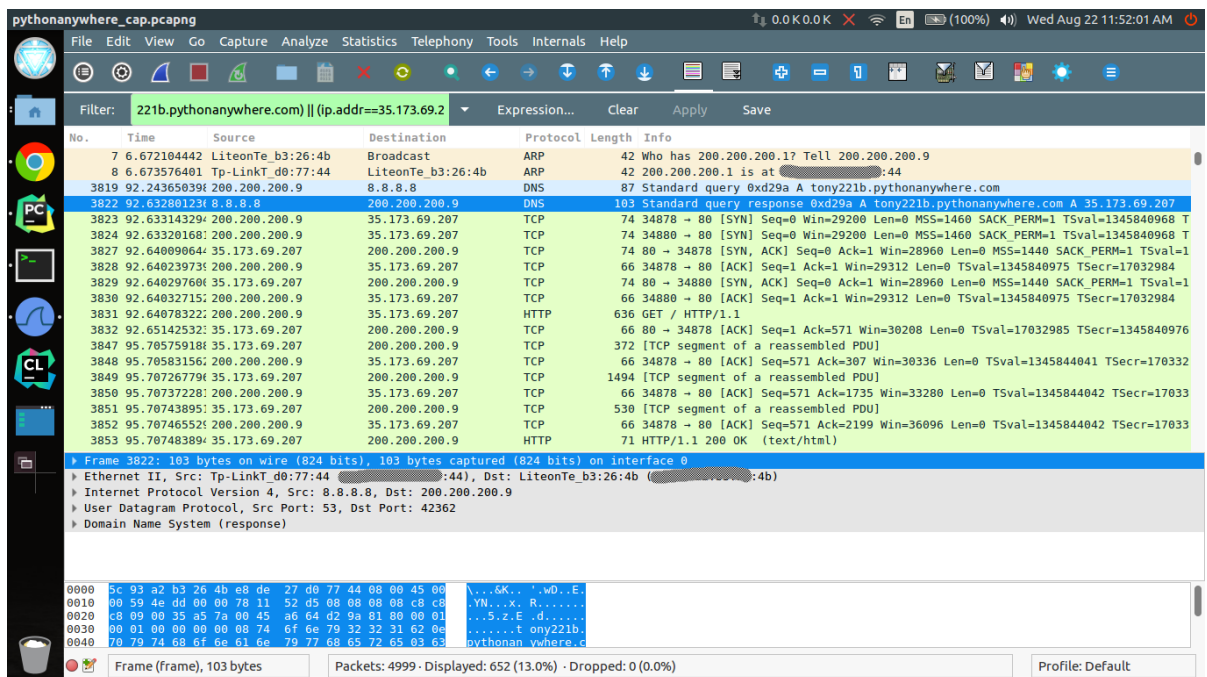 pythonanywhere_cap.pcapng 0.0 K 0.0 K En (100%) Wed Aug 22 11:52:01 AM
File Edit View Go Capture Analyze Statistics Telephony Tools Internals Help
Filter: 221b.pythonanywhere.com) || (ip.addr==35.173.69.2 Expression... Clear Apply Save
No. Time Source Destination Protocol Length Info
7 6.672104442 LiteonTe_b3:26:4b Broadcast ARP 42 Who has 200.200.200.1? Tell 200.200.200.9
8 6.673576401 Tp-LinkT_d0:77:44 LiteonTe_b3:26:4b ARP 42 200.200.200.1 is at :44
3819 92.243650398 200.200.200.9 8.8.8.8 DNS 87 Standard query 0xd29a A tony221b.pythonanywhere.com
3822 92.632801236 8.8.8.8 200.200.200.9 DNS 103 Standard query response 0xd29a A tony221b.pythonanywhere.com A 35.173.69.207
3823 92.633143294 200.200.200.9 35.173.69.207 TCP 74 34878 → 80 [SYN] Seq=0 Win=29200 Len=0 MSS=1460 SACK_PERM=1 TSval=1345840968 T
3824 92.633201681 200.200.200.9 35.173.69.207 TCP 74 34880 → 80 [SYN] Seq=0 Win=29200 Len=0 MSS=1460 SACK_PERM=1 TSval=1345840968 T
3827 92.640090644 35.173.69.207 200.200.200.9 TCP 74 80 → 34878 [SYN, ACK] Seq=0 Ack=1 Win=28960 Len=0 MSS=1440 SACK_PERM=1 TSval=1
3828 92.640239739 200.200.200.9 35.173.69.207 TCP 66 34878 → 80 [ACK] Seq=1 Ack=1 Win=29312 Len=0 TSval=1345840975 TSecr=17032984
3829 92.640297606 35.173.69.207 200.200.200.9 TCP 74 80 → 34880 [SYN, ACK] Seq=0 Ack=1 Win=28960 Len=0 MSS=1440 SACK_PERM=1 TSval=1
3830 92.640327152 200.200.200.9 35.173.69.207 TCP 66 34880 → 80 [ACK] Seq=1 Ack=1 Win=29312 Len=0 TSval=1345840975 TSecr=17032984
3831 92.640783222 200.200.200.9 35.173.69.207 HTTP 636 GET / HTTP/1.1
3832 92.651425323 35.173.69.207 200.200.200.9 TCP 66 80 → 34878 [ACK] Seq=1 Ack=571 Win=30208 Len=0 TSval=17032985 TSecr=1345840976
3847 95.705759188 35.173.69.207 200.200.200.9 TCP 372 [TCP segment of a reassembled PDU]
3848 95.705831562 200.200.200.9 35.173.69.207 TCP 66 34878 → 80 [ACK] Seq=571 Ack=307 Win=30336 Len=0 TSval=1345844041 TSecr=170332
3849 95.707267796 35.173.69.207 200.200.200.9 TCP 1494 [TCP segment of a reassembled PDU]
3850 95.707372281 200.200.200.9 35.173.69.207 TCP 66 34878 → 80 [ACK] Seq=571 Ack=1735 Win=33280 Len=0 TSval=1345844042 TSecr=17033
3851 95.707438951 35.173.69.207 200.200.200.9 TCP 530 [TCP segment of a reassembled PDU]
3852 95.707465529 200.200.200.9 35.173.69.207 TCP 66 34878 → 80 [ACK] Seq=571 Ack=2199 Win=36096 Len=0 TSval=1345844042 TSecr=17033
3853 95.707483894 35.173.69.207 200.200.200.9 HTTP 71 HTTP/1.1 200 OK (text/html)
Frame 3822: 103 bytes on wire (824 bits), 103 bytes captured (824 bits) on interface 0
Ethernet II, Src: Tp-LinkT_d0:77:44 ( :44), Dst: LiteonTe_b3:26:4b ( :4b)
Internet Protocol Version 4, Src: 8.8.8.8, Dst: 200.200.200.9
User Datagram Protocol, Src Port: 53, Dst Port: 42362
Domain Name System (response)
0000 5c 93 a2 b3 26 4b e8 de 27 d0 77 44 08 00 45 00 \...&K.. '.wD..E.
0010 00 59 4e dd 00 00 78 11 52 d5 08 08 08 08 c8 c8 .YN...x. R.......
0020 c8 09 00 35 a5 7a 00 45 a6 64 d2 9a 81 80 00 01 ...5.z.E .d......
0030 00 01 00 00 00 00 08 74 6f 6e 79 32 32 31 62 0e .......t ony221b.
0040 70 79 74 68 6f 6e 61 6e 79 77 68 65 72 65 03 63 pythonan ywhere.c
Frame (frame), 103 bytes Packets: 4999 · Displayed: 652 (13.0%) · Dropped: 0 (0.0%) Profile: Default
PC
>_
CL